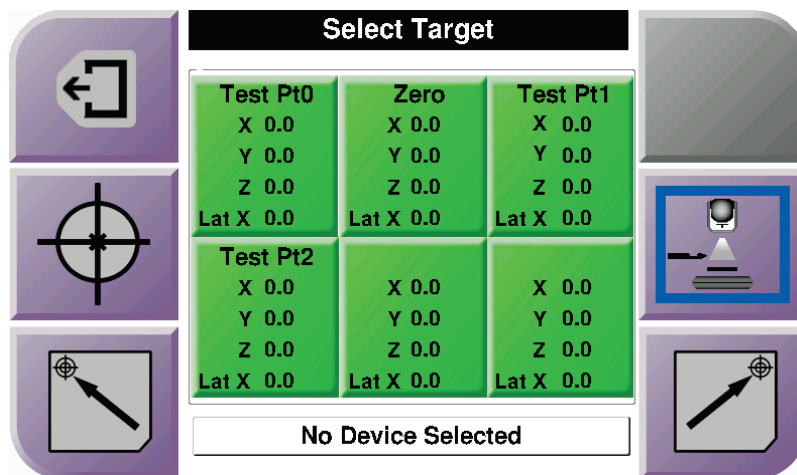 Select Target
Test Pt0 Zero Test Pt1
X 0.0 X 0.0 X 0.0
Y 0.0 Y 0.0 Y 0.0
Z 0.0 Z 0.0 Z 0.0
Lat X 0.0 Lat X 0.0 Lat X 0.0
Test Pt2
X 0.0 X 0.0 X 0.0
Y 0.0 Y 0.0 Y 0.0
Z 0.0 Z 0.0 Z 0.0
Lat X 0.0 Lat X 0.0 Lat X 0.0
No Device Selected